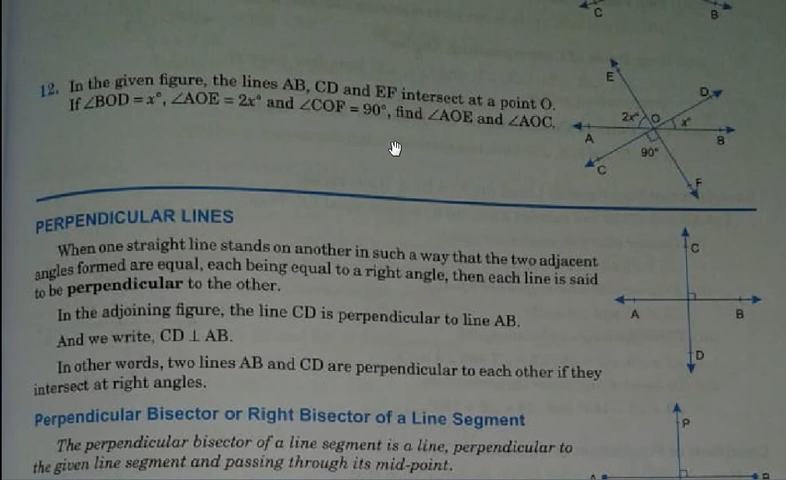 C B
12. In the given figure, the lines AB, CD and EF intersect at a point O.
If ∠BOD = x°, ∠AOE = 2x° and ∠COF = 90°, find ∠AOE and ∠AOC.
E
D
2x° O x°
A B
90°
C
F
PERPENDICULAR LINES
When one straight line stands on another in such a way that the two adjacent
angles formed are equal, each being equal to a right angle, then each line is said
to be perpendicular to the other.
In the adjoining figure, the line CD is perpendicular to line AB.
And we write, CD ⊥ AB.
In other words, two lines AB and CD are perpendicular to each other if they
intersect at right angles.
C
A B
D
Perpendicular Bisector or Right Bisector of a Line Segment
The perpendicular bisector of a line segment is a line, perpendicular to
the given line segment and passing through its mid-point.
P